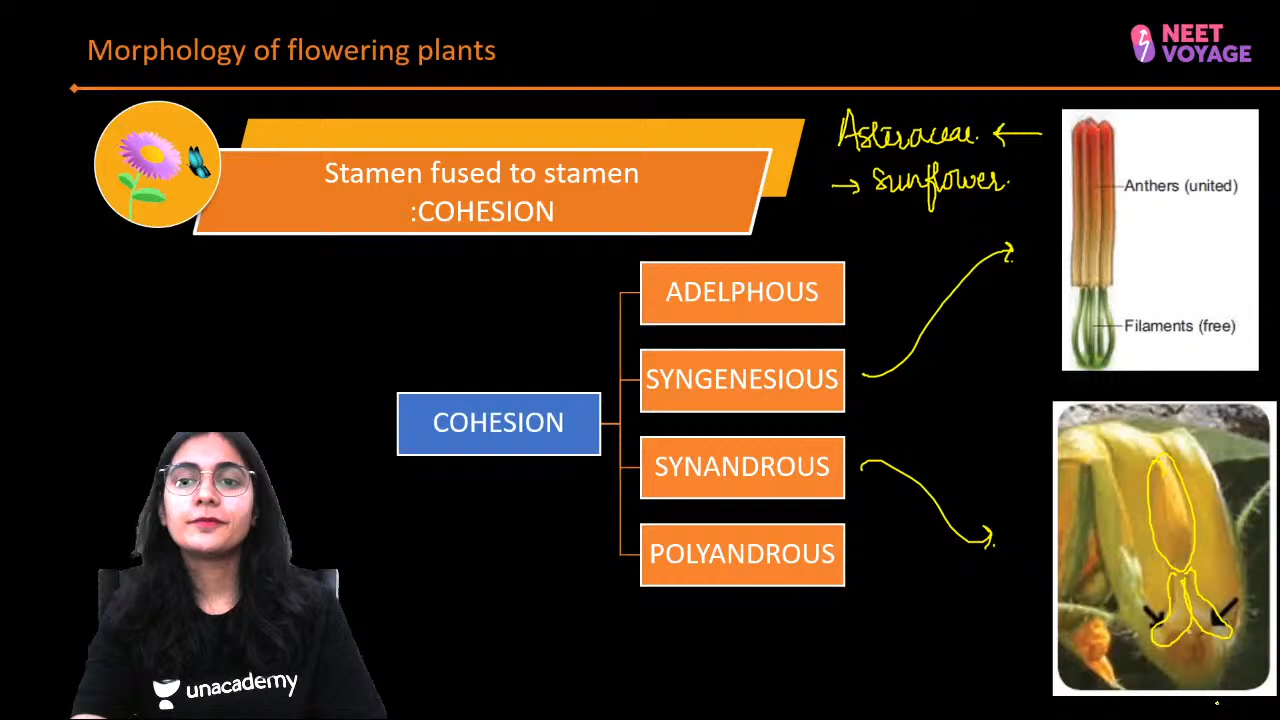 Morphology of flowering plants
NEET
VOYAGE
Stamen fused to stamen
:COHESION
Asteraceae. ←
→ sunflower.
Anthers (united)
Filaments (free)
COHESION
ADELPHOUS
SYNGENESIOUS
SYNANDROUS
POLYANDROUS
unacademy